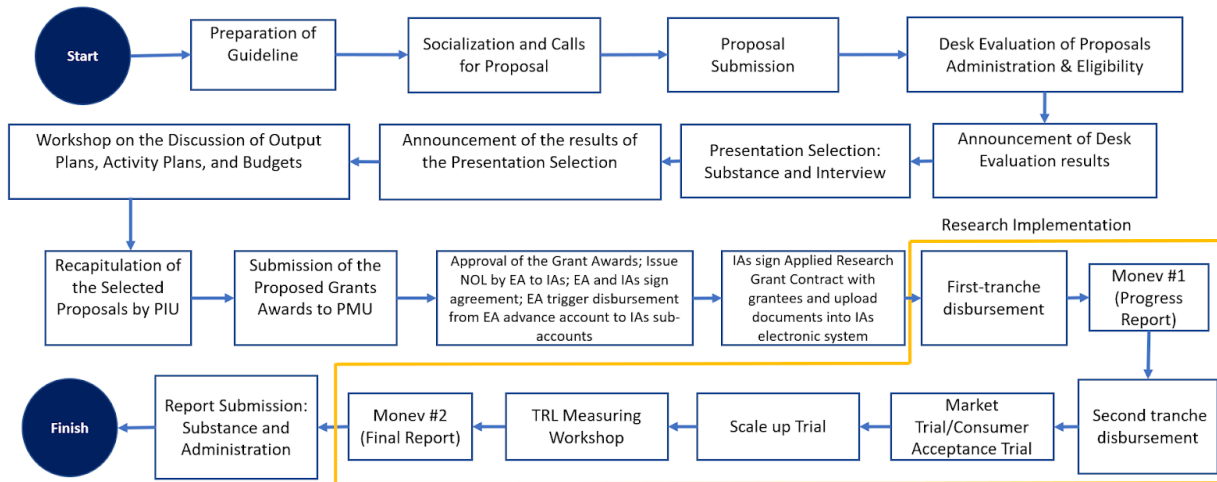 Start
Preparation of
Guideline
Socialization and Calls
for Proposal
Proposal
Submission
Desk Evaluation of Proposals
Administration & Eligibility
Announcement of Desk
Evaluation results
Presentation Selection:
Substance and Interview
Announcement of the results of
the Presentation Selection
Workshop on the Discussion of Output
Plans, Activity Plans, and Budgets
Recapitulation of
the Selected
Proposals by PIU
Submission of the
Proposed Grants
Awards to PMU
Approval of the Grant Awards; Issue
NOL by EA to IAs; EA and IAs sign
agreement; EA trigger disbursement
from EA advance account to IAs sub-
accounts
IAs sign Applied Research
Grant Contract with
grantees and upload
documents into IAs
electronic system
Research Implementation
First-tranche
disbursement
Monev #1
(Progress
Report)
Second tranche
disbursement
Market
Trial/Consumer
Acceptance Trial
Scale up Trial
TRL Measuring
Workshop
Monev #2
(Final Report)
Report Submission:
Substance and
Administration
Finish